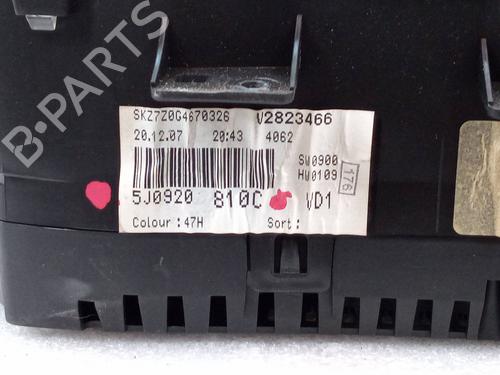 B-PARTS
SKZ7Z0G4670326 V2823466
20.12.07 20:43 4062
SW0900
HW0109
176
5J0920 810C VD1
Colour : 47H Sort :